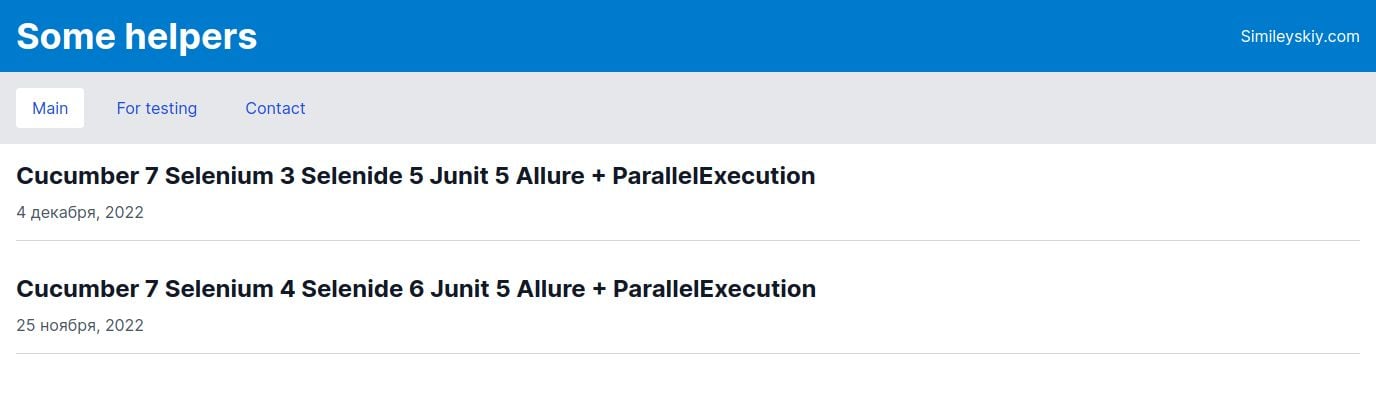 Some helpers
Simileyskiy.com
Main
For testing
Contact
Cucumber 7 Selenium 3 Selenide 5 Junit 5 Allure + ParallelExecution
4 декабря, 2022
Cucumber 7 Selenium 4 Selenide 6 Junit 5 Allure + ParallelExecution
25 ноября, 2022